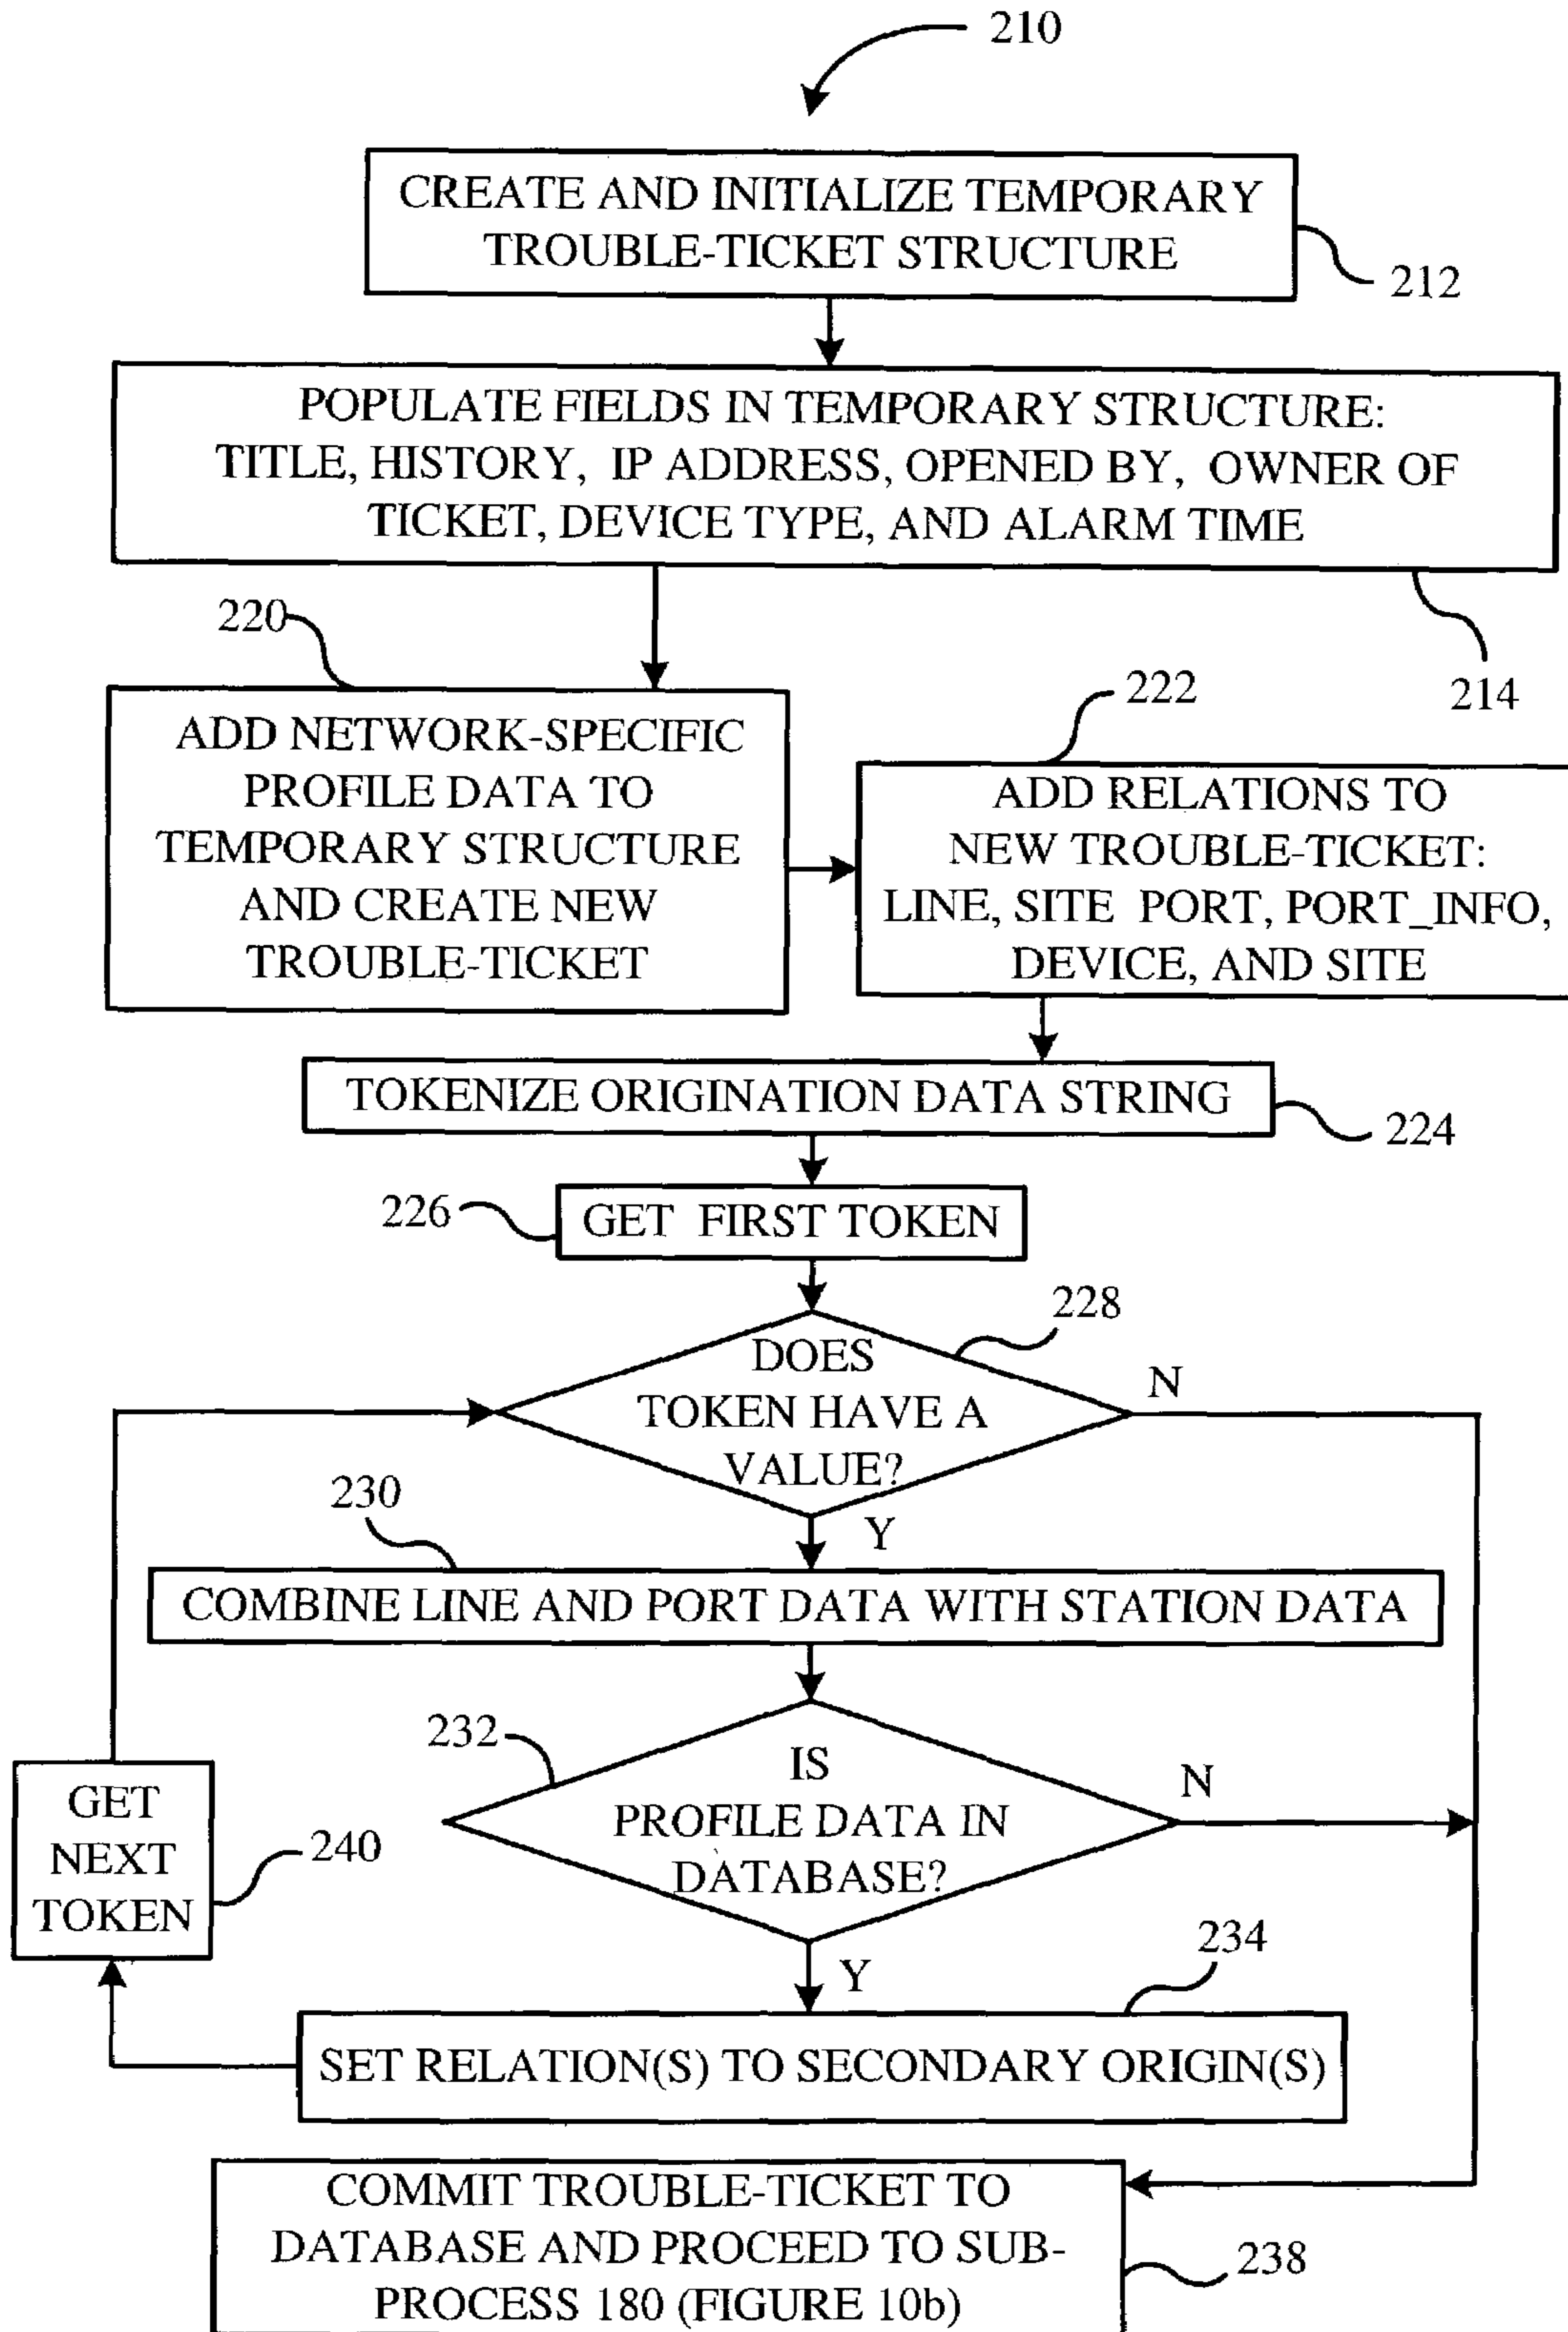 210
CREATE AND INITIALIZE TEMPORARY
TROUBLE-TICKET STRUCTURE
212
POPULATE FIELDS IN TEMPORARY STRUCTURE:
TITLE, HISTORY, IP ADDRESS, OPENED BY, OWNER OF
TICKET, DEVICE TYPE, AND ALARM TIME
214
220
ADD NETWORK-SPECIFIC
PROFILE DATA TO
TEMPORARY STRUCTURE
AND CREATE NEW
TROUBLE-TICKET
222
ADD RELATIONS TO
NEW TROUBLE-TICKET:
LINE, SITE PORT, PORT_INFO,
DEVICE, AND SITE
TOKENIZE ORIGINATION DATA STRING
224
226
GET FIRST TOKEN
228
DOES
TOKEN HAVE A
VALUE?
N
Y
230
COMBINE LINE AND PORT DATA WITH STATION DATA
232
IS
PROFILE DATA IN
DATABASE?
N
Y
GET
NEXT
TOKEN
240
234
SET RELATION(S) TO SECONDARY ORIGIN(S)
COMMIT TROUBLE-TICKET TO
DATABASE AND PROCEED TO SUB-
PROCESS 180 (FIGURE 10b)
238